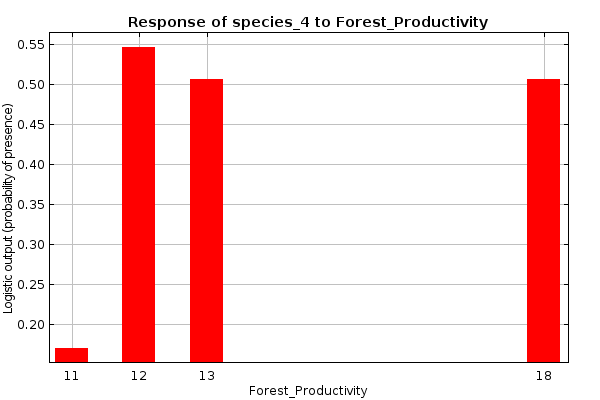 Response of species_4 to Forest_Productivity
Logistic output (probability of presence)
0.55
0.50
0.45
0.40
0.35
0.30
0.25
0.20
11 12 13 18
Forest_Productivity